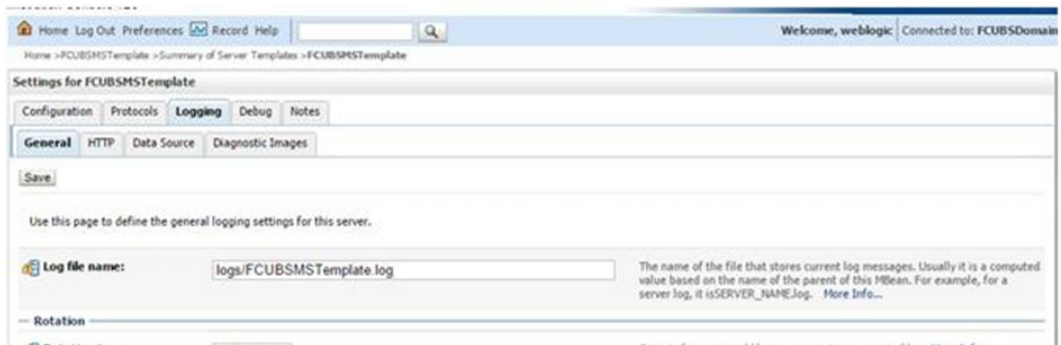 Home Log Out Preferences Record Help
Welcome, weblogic Connected to: FCUBSDomain
Home >FCUBSMSTemplate >Summary of Server Templates >FCUBSMSTemplate
Settings for FCUBSMSTemplate
Configuration Protocols Logging Debug Notes
General HTTP Data Source Diagnostic Images
Save
Use this page to define the general logging settings for this server.
Log file name:
logs/FCUBSMSTemplate.log
The name of the file that stores current log messages. Usually it is a computed
value based on the name of the parent of this MBean. For example, for a
server log, it isSERVER_NAME.log. More Info...
Rotation